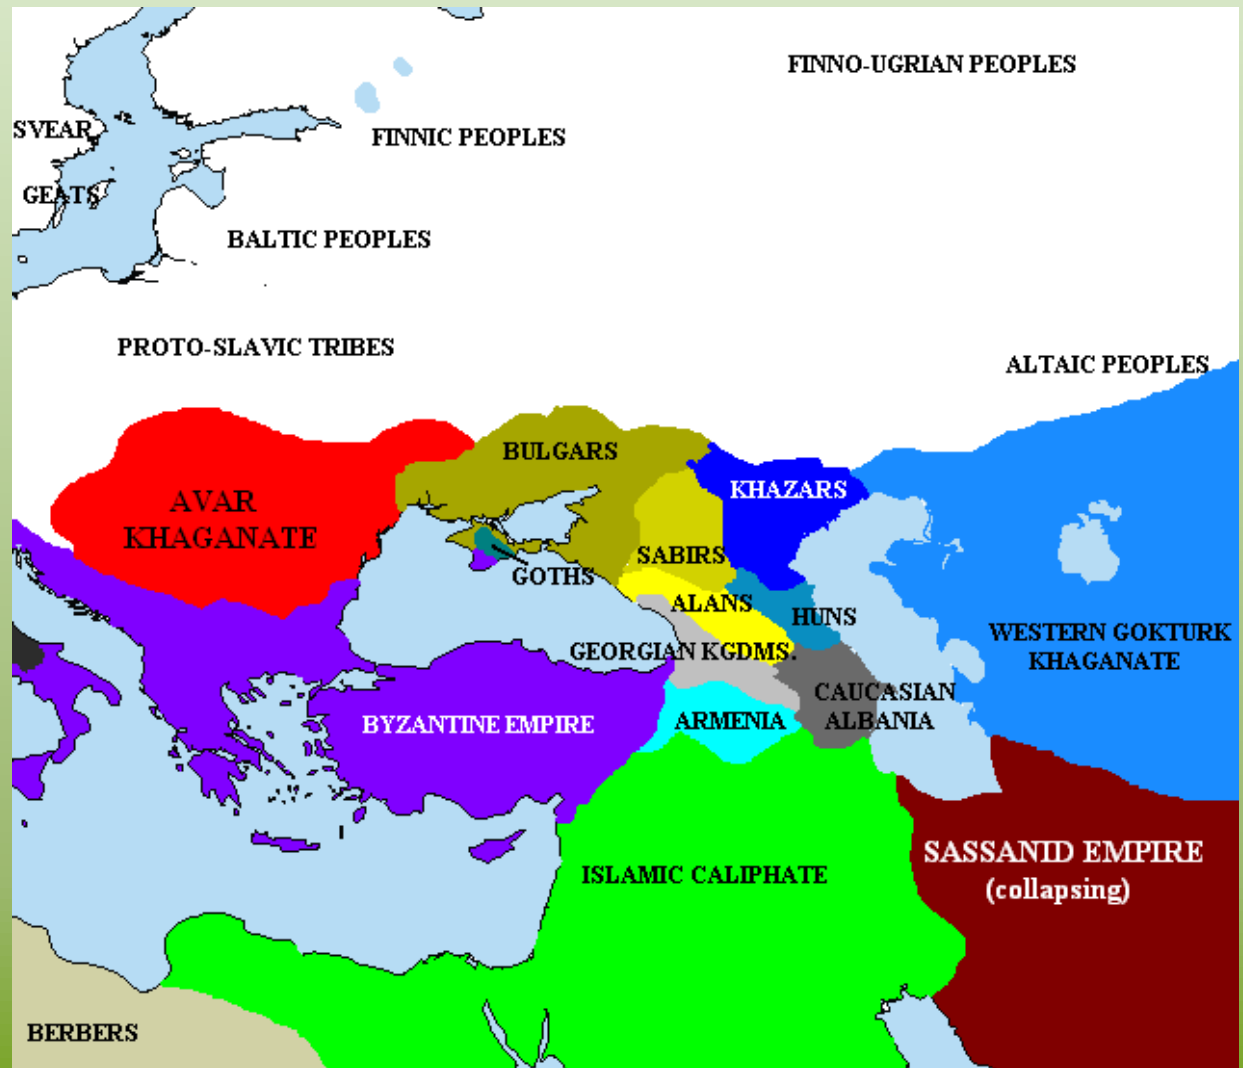 FINNO-UGRIAN PEOPLES
SVEAR
FINNIC PEOPLES
GEATS
BALTIC PEOPLES
PROTO-SLAVIC TRIBES
ALTAIC PEOPLES
BULGARS
AVAR
KHAGANATE
KHAZARS
SABIRS
GOTHS
ALANS
HUNS
GEORGIAN KGDMS.
WESTERN GOKTURK
KHAGANATE
CAUCASIAN
ALBANIA
BYZANTINE EMPIRE
ARMENIA
SASSANID EMPIRE
(collapsing)
ISLAMIC CALIPHATE
BERBERS